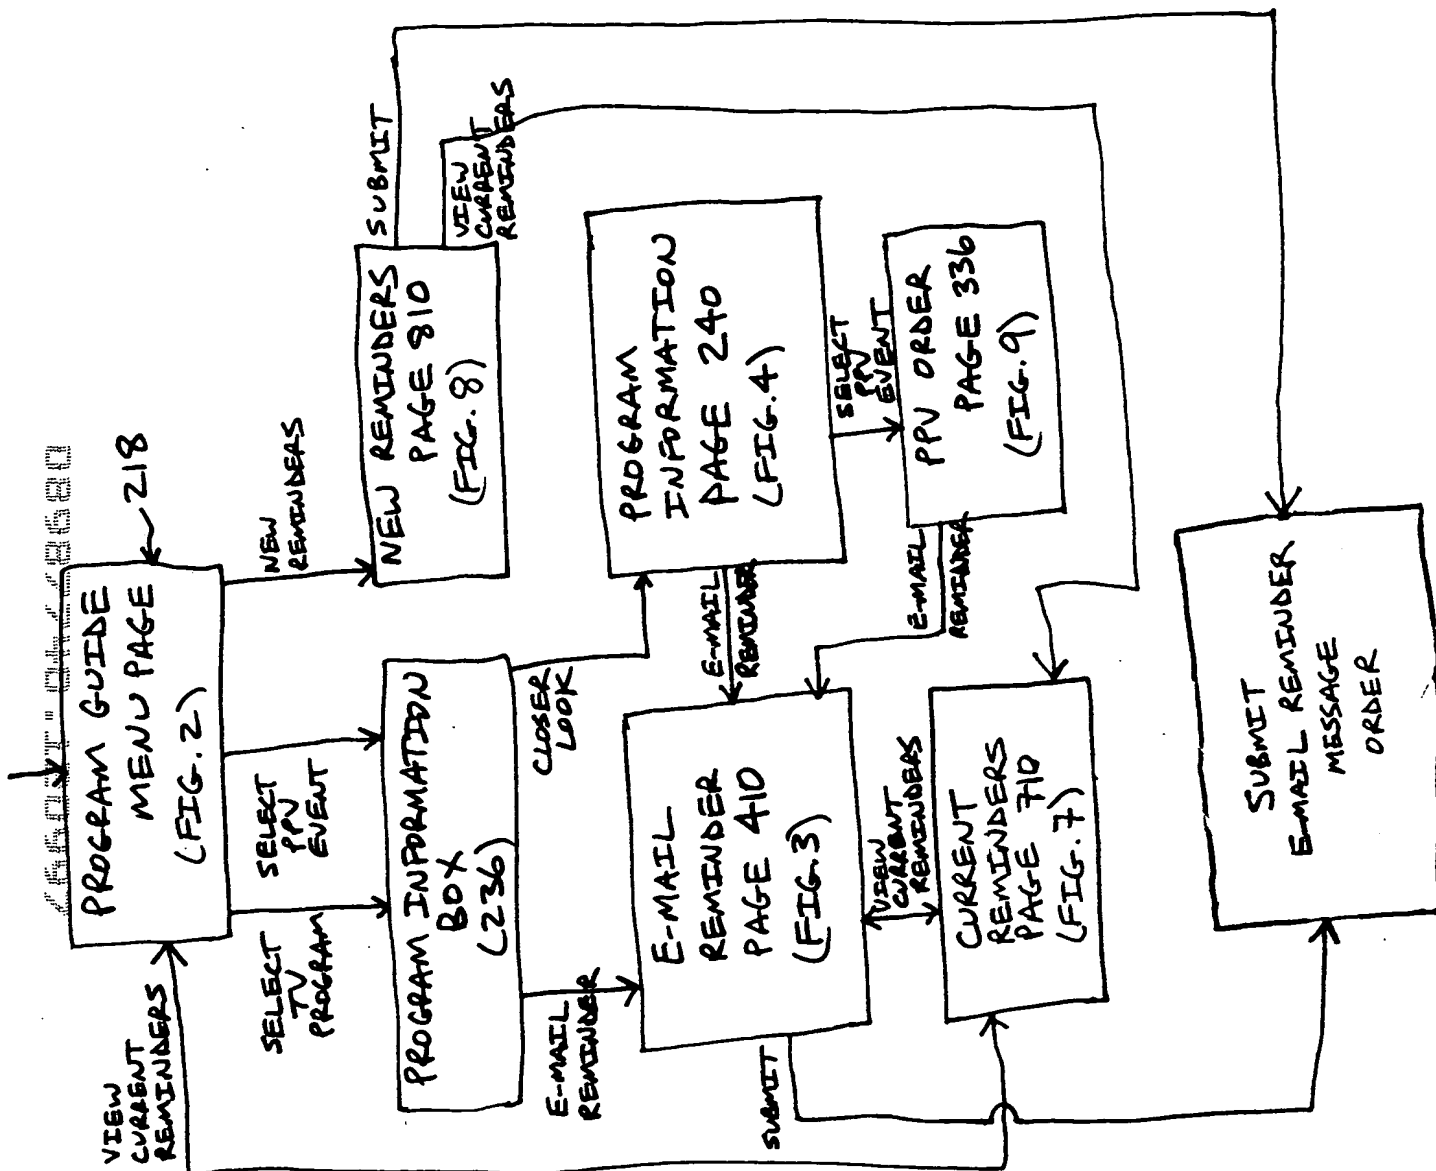 PROGRAM GUIDE
MENU PAGE
(FIG. 2)
218
VIEW
CURRENT
REMINDERS
SELECT
TV
PROGRAM
SELECT
PPV
EVENT
NEW
REMINDERS
PROGRAM INFORMATION
BOX
(236)
NEW REMINDERS
PAGE 810
(FIG. 8)
SUBMIT
VIEW
CURRENT
REMINDERS
E-MAIL
REMINDER
CLOSER
LOOK
PROGRAM
INFORMATION
PAGE 240
(FIG. 4)
E-MAIL
REMINDER
SELECT
PPV
EVENT
E-MAIL
REMINDER
PAGE 410
(FIG. 3)
PPV ORDER
PAGE 336
(FIG. 9)
E-MAIL
REMINDER
SUBMIT
VIEW
CURRENT
REMINDERS
CURRENT
REMINDERS
PAGE 710
(FIG. 7)
SUBMIT
E-MAIL REMINDER
MESSAGE
ORDER